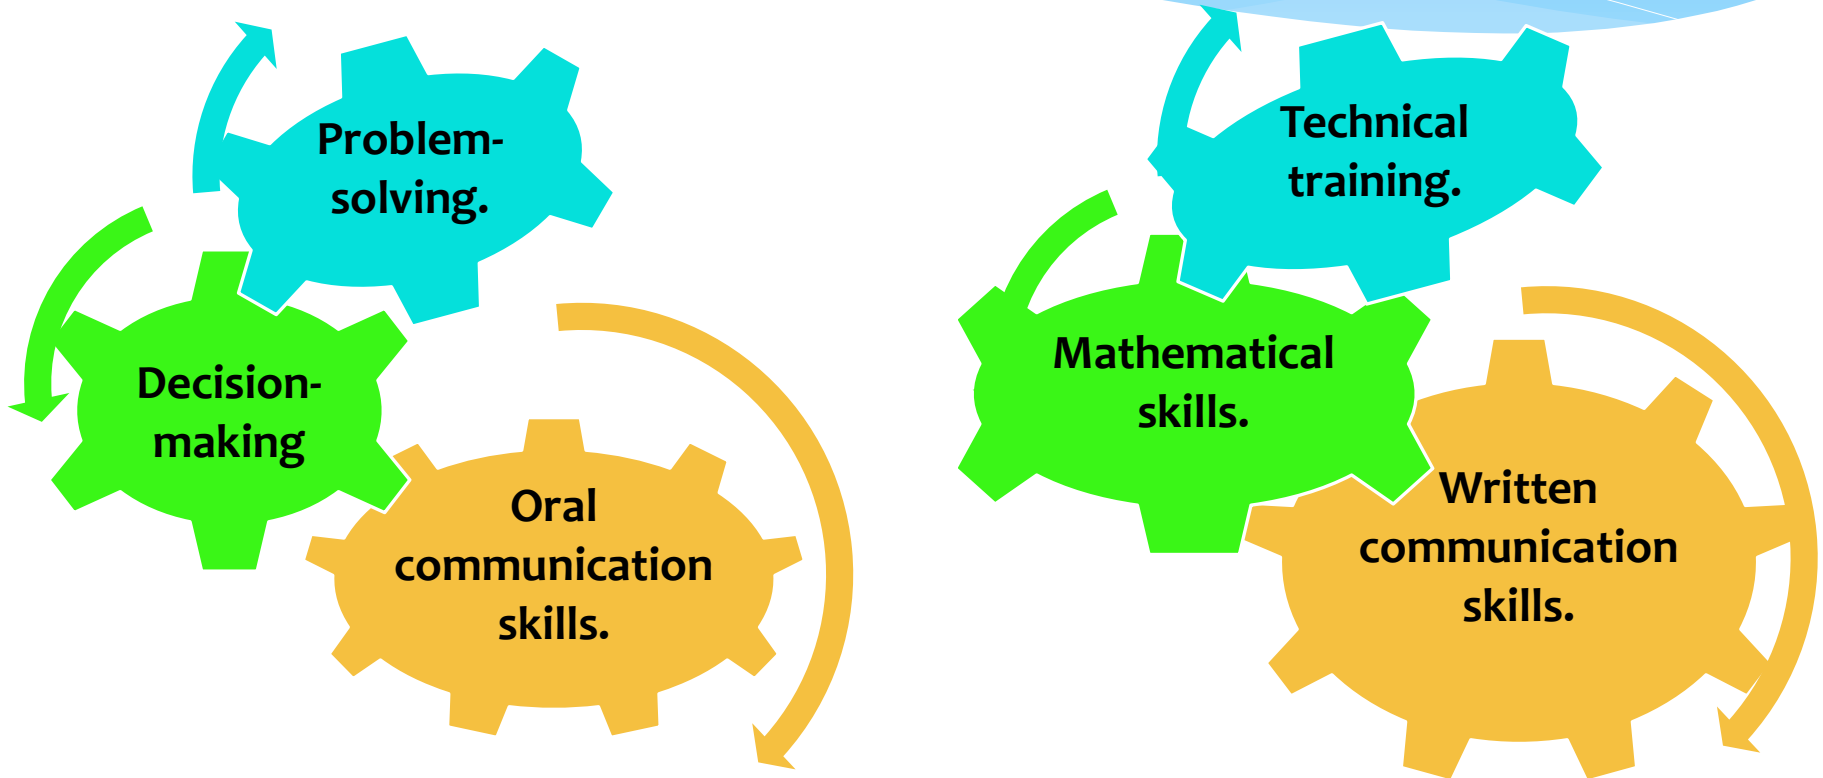 Problem-
solving.
Decision-
making
Oral
communication
skills.
Technical
training.
Mathematical
skills.
Written
communication
skills.